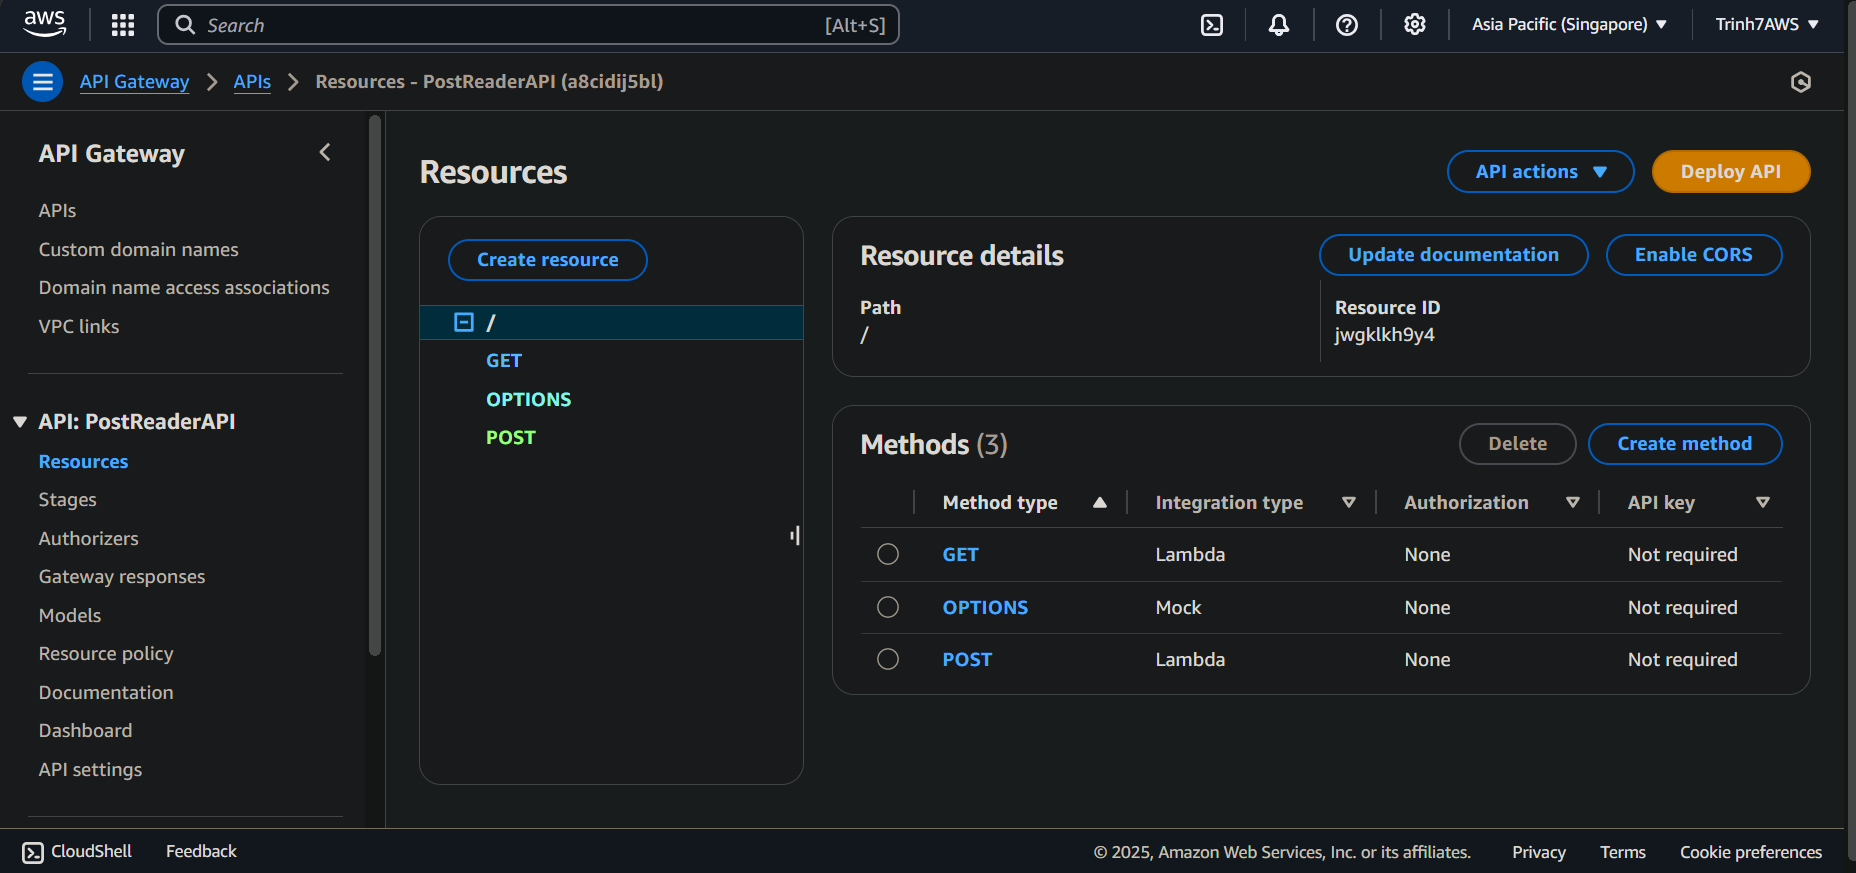 aws
Search [Alt+S]
Asia Pacific (Singapore)
Trinh7AWS
API Gateway
APIs
Resources - PostReaderAPI (a8cidij5bl)
API Gateway
APIs
Custom domain names
Domain name access associations
VPC links
API: PostReaderAPI
Resources
Stages
Authorizers
Gateway responses
Models
Resource policy
Documentation
Dashboard
API settings
Resources
API actions
Deploy API
Create resource
/
GET
OPTIONS
POST
Resource details
Update documentation
Enable CORS
Path
/
Resource ID
jwgklkh9y4
Methods (3)
Delete
Create method
Method type Integration type Authorization API key
GET Lambda None Not required
OPTIONS Mock None Not required
POST Lambda None Not required
CloudShell Feedback
© 2025, Amazon Web Services, Inc. or its affiliates. Privacy Terms Cookie preferences